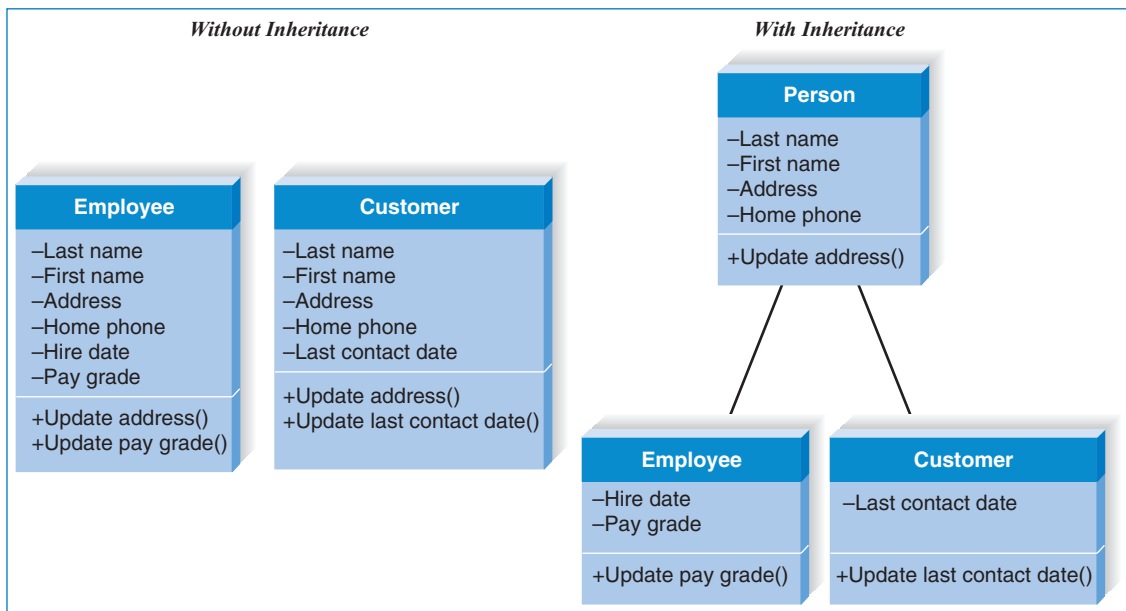 Without Inheritance
With Inheritance
Employee
–Last name
–First name
–Address
–Home phone
–Hire date
–Pay grade
+Update address()
+Update pay grade()
Customer
–Last name
–First name
–Address
–Home phone
–Last contact date
+Update address()
+Update last contact date()
Person
–Last name
–First name
–Address
–Home phone
+Update address()
Employee
–Hire date
–Pay grade
+Update pay grade()
Customer
–Last contact date
+Update last contact date()